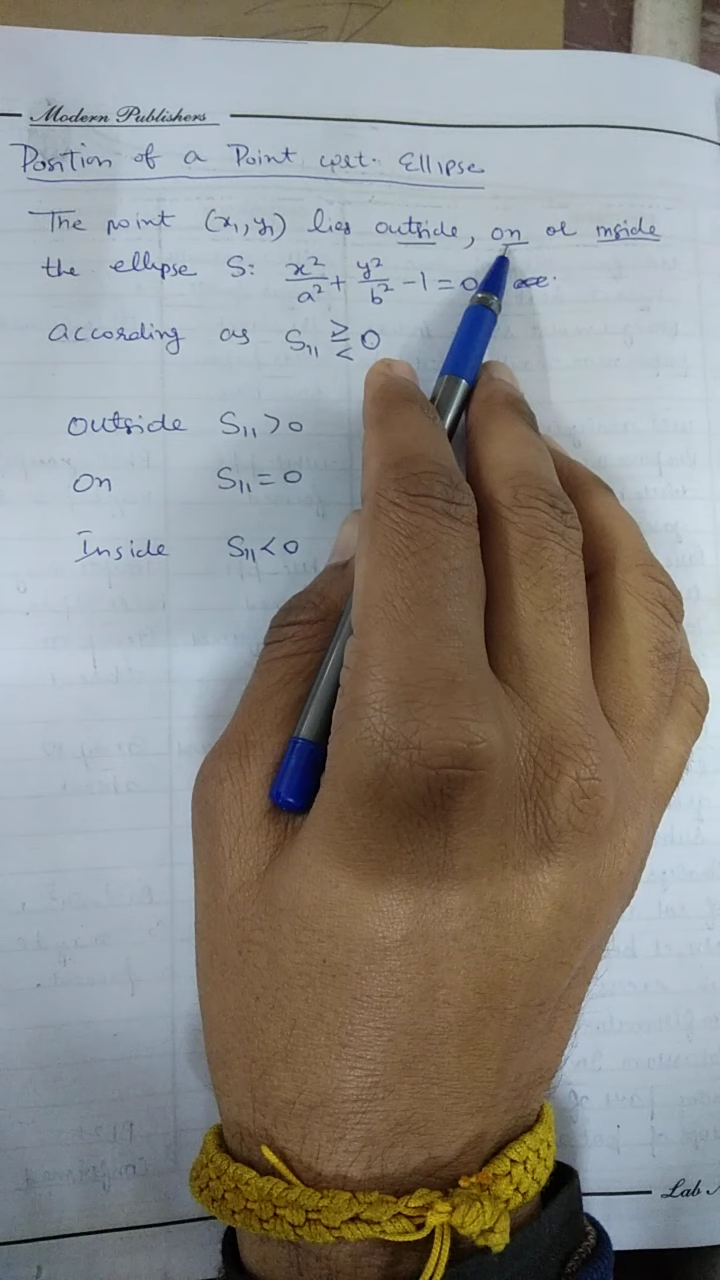 Modern Publishers
Position of a Point wrt. Ellipse
The point (x₁, y₁) lies outside, on or inside
the ellipse S: x²/a² + y²/b² - 1 = 0
according as S₁₁ ⪌ 0
Outside S₁₁ > 0
On S₁₁ = 0
Inside S₁₁ < 0
Lab